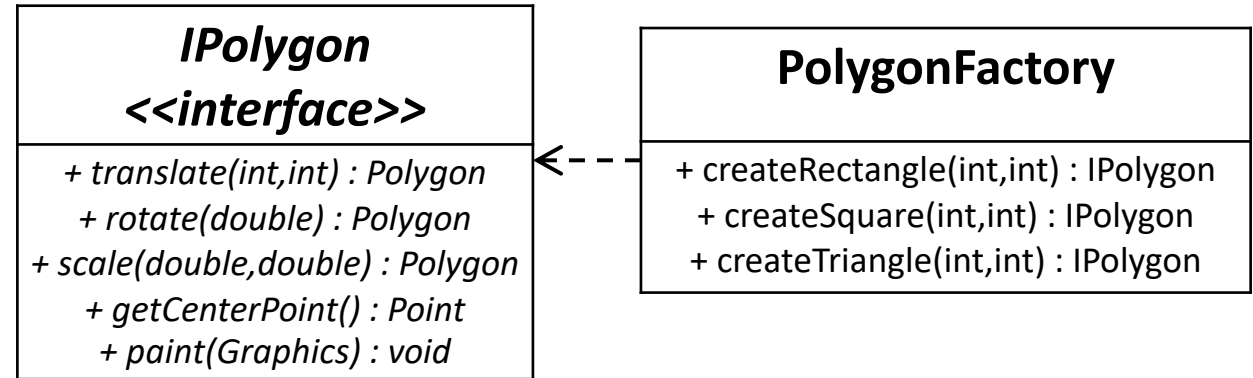 IPolygon
<<interface>>
+ translate(int,int) : Polygon
+ rotate(double) : Polygon
+ scale(double,double) : Polygon
+ getCenterPoint() : Point
+ paint(Graphics) : void
PolygonFactory
+ createRectangle(int,int) : IPolygon
+ createSquare(int,int) : IPolygon
+ createTriangle(int,int) : IPolygon